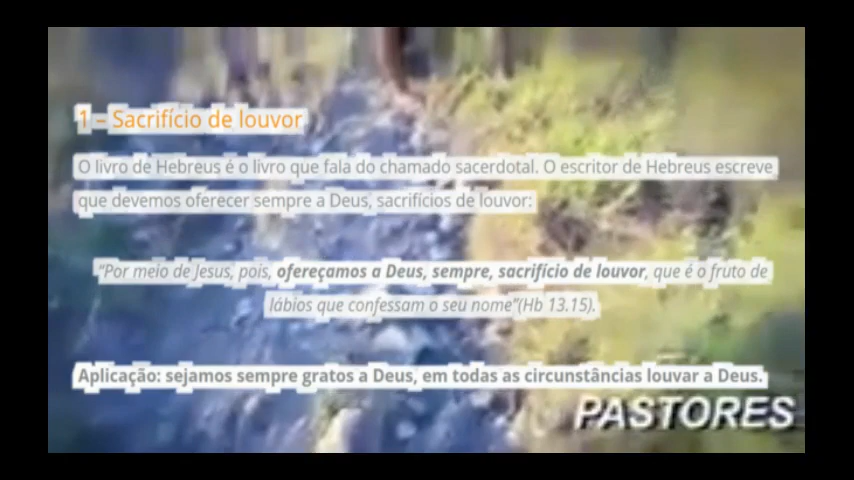 1 – Sacrifício de louvor
O livro de Hebreus é o livro que fala do chamado sacerdotal. O escritor de Hebreus escreve
que devemos oferecer sempre a Deus, sacrifícios de louvor:
“Por meio de Jesus, pois, ofereçamos a Deus, sempre, sacrifício de louvor, que é o fruto de
lábios que confessam o seu nome”(Hb 13.15).
Aplicação: sejamos sempre gratos a Deus, em todas as circunstâncias louvar a Deus.
PASTORES